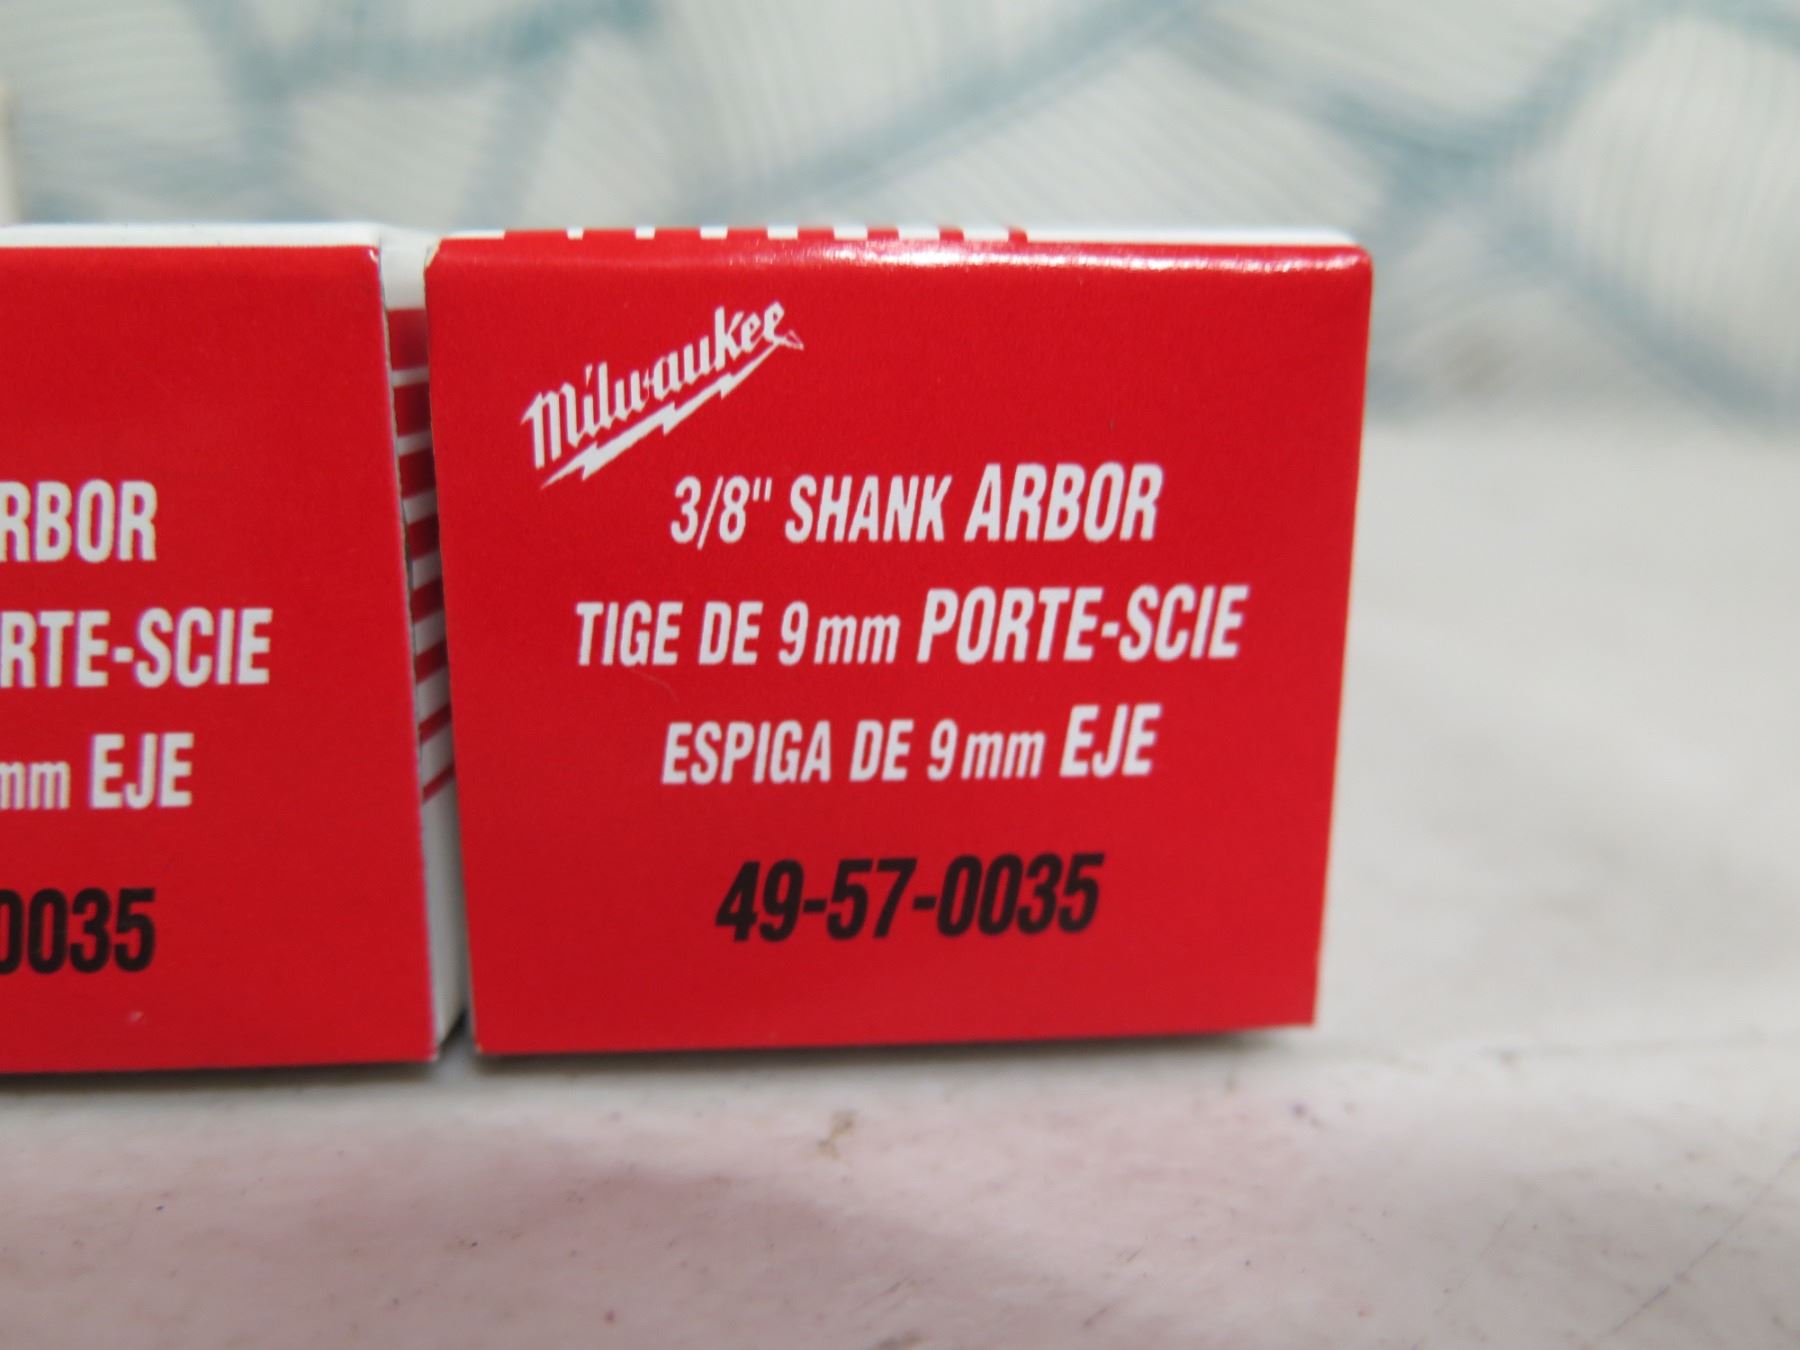 RBOR
RTE-SCIE
mm EJE
0035
Milwaukee
3/8" SHANK ARBOR
TIGE DE 9mm PORTE-SCIE
ESPIGA DE 9mm EJE
49-57-0035